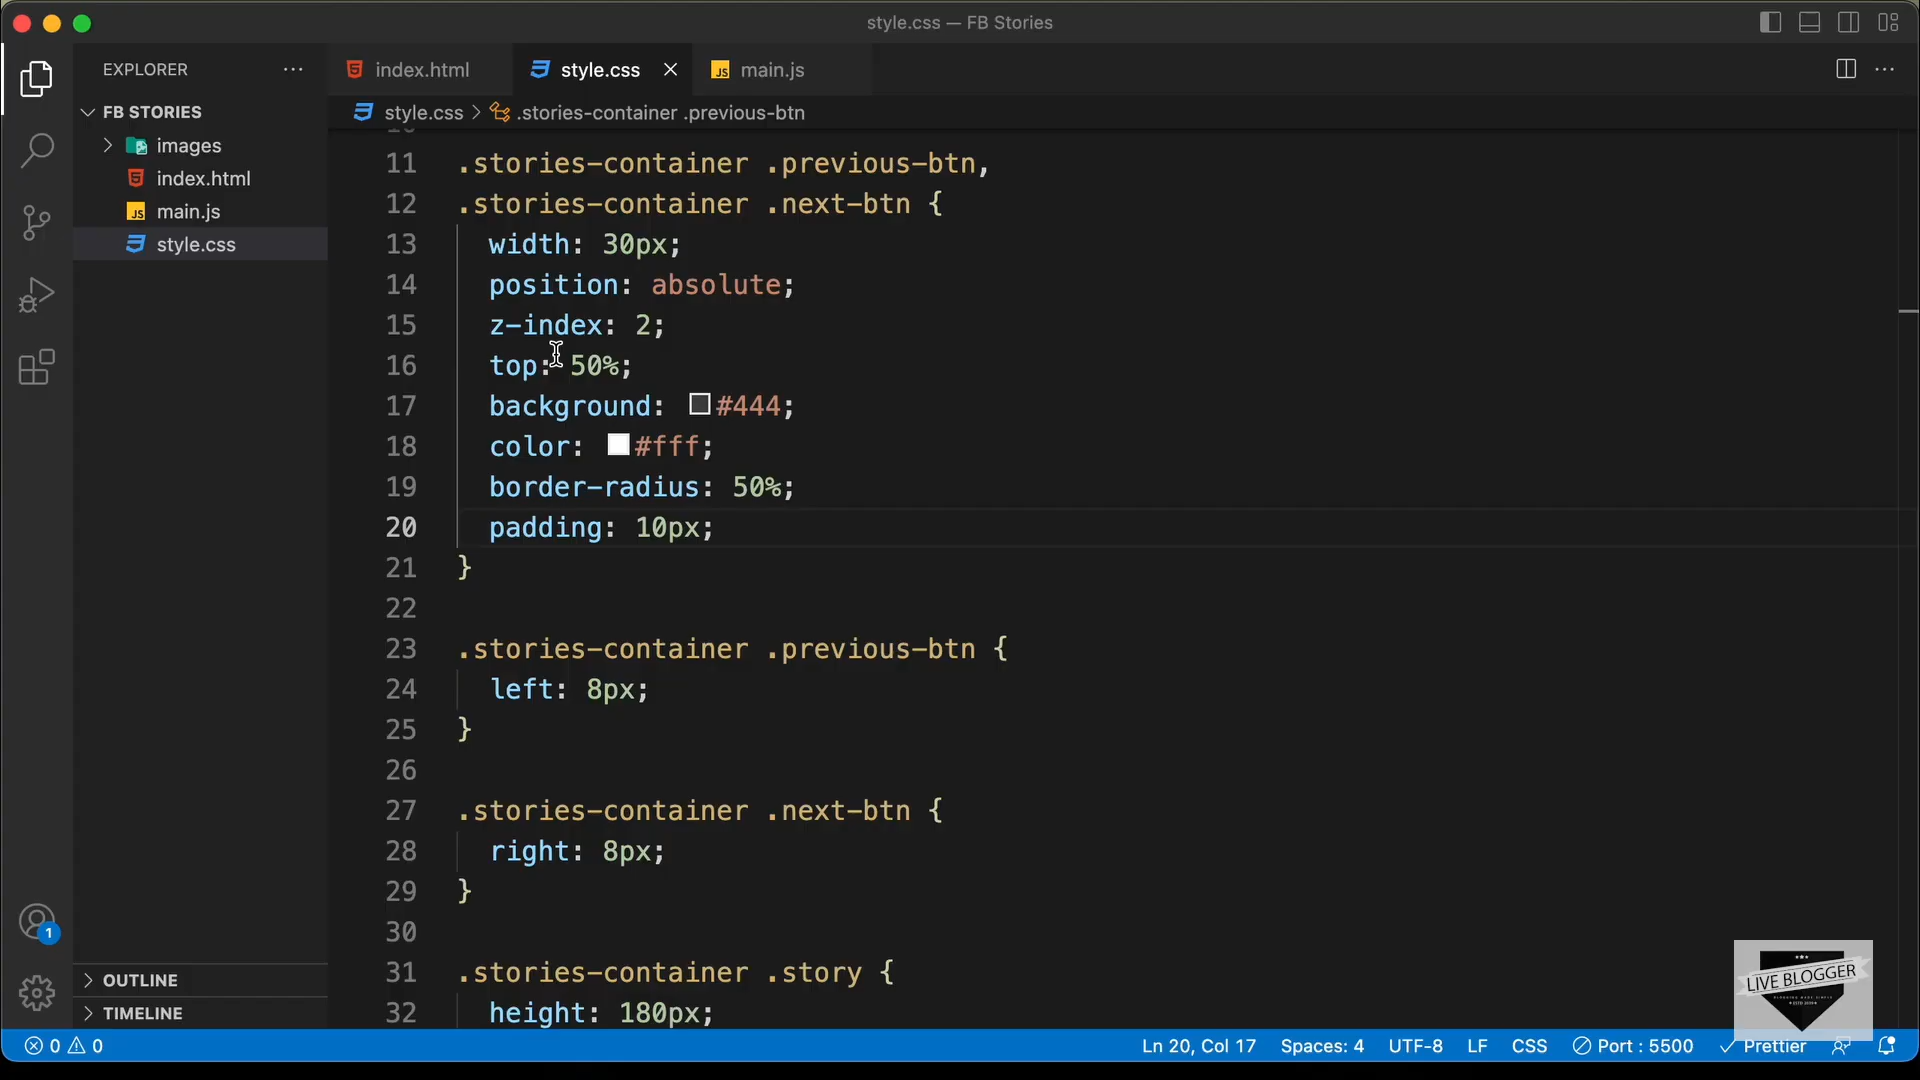 style.css — FB Stories
EXPLORER
index.html
style.css
JS main.js
style.css > .stories-container .previous-btn
FB STORIES
images
index.html
JS main.js
style.css
11 .stories-container .previous-btn,
12 .stories-container .next-btn {
13 width: 30px;
14 position: absolute;
15 z-index: 2;
16 top: 50%;
17 background: #444;
18 color: #fff;
19 border-radius: 50%;
20 padding: 10px;
21 }
22
23 .stories-container .previous-btn {
24 left: 8px;
25 }
26
27 .stories-container .next-btn {
28 right: 8px;
29 }
30
31 .stories-container .story {
32 height: 180px;
1
OUTLINE
TIMELINE
LIVE BLOGGER
0 0
Ln 20, Col 17 Spaces: 4 UTF-8 LF CSS Port : 5500 Prettier